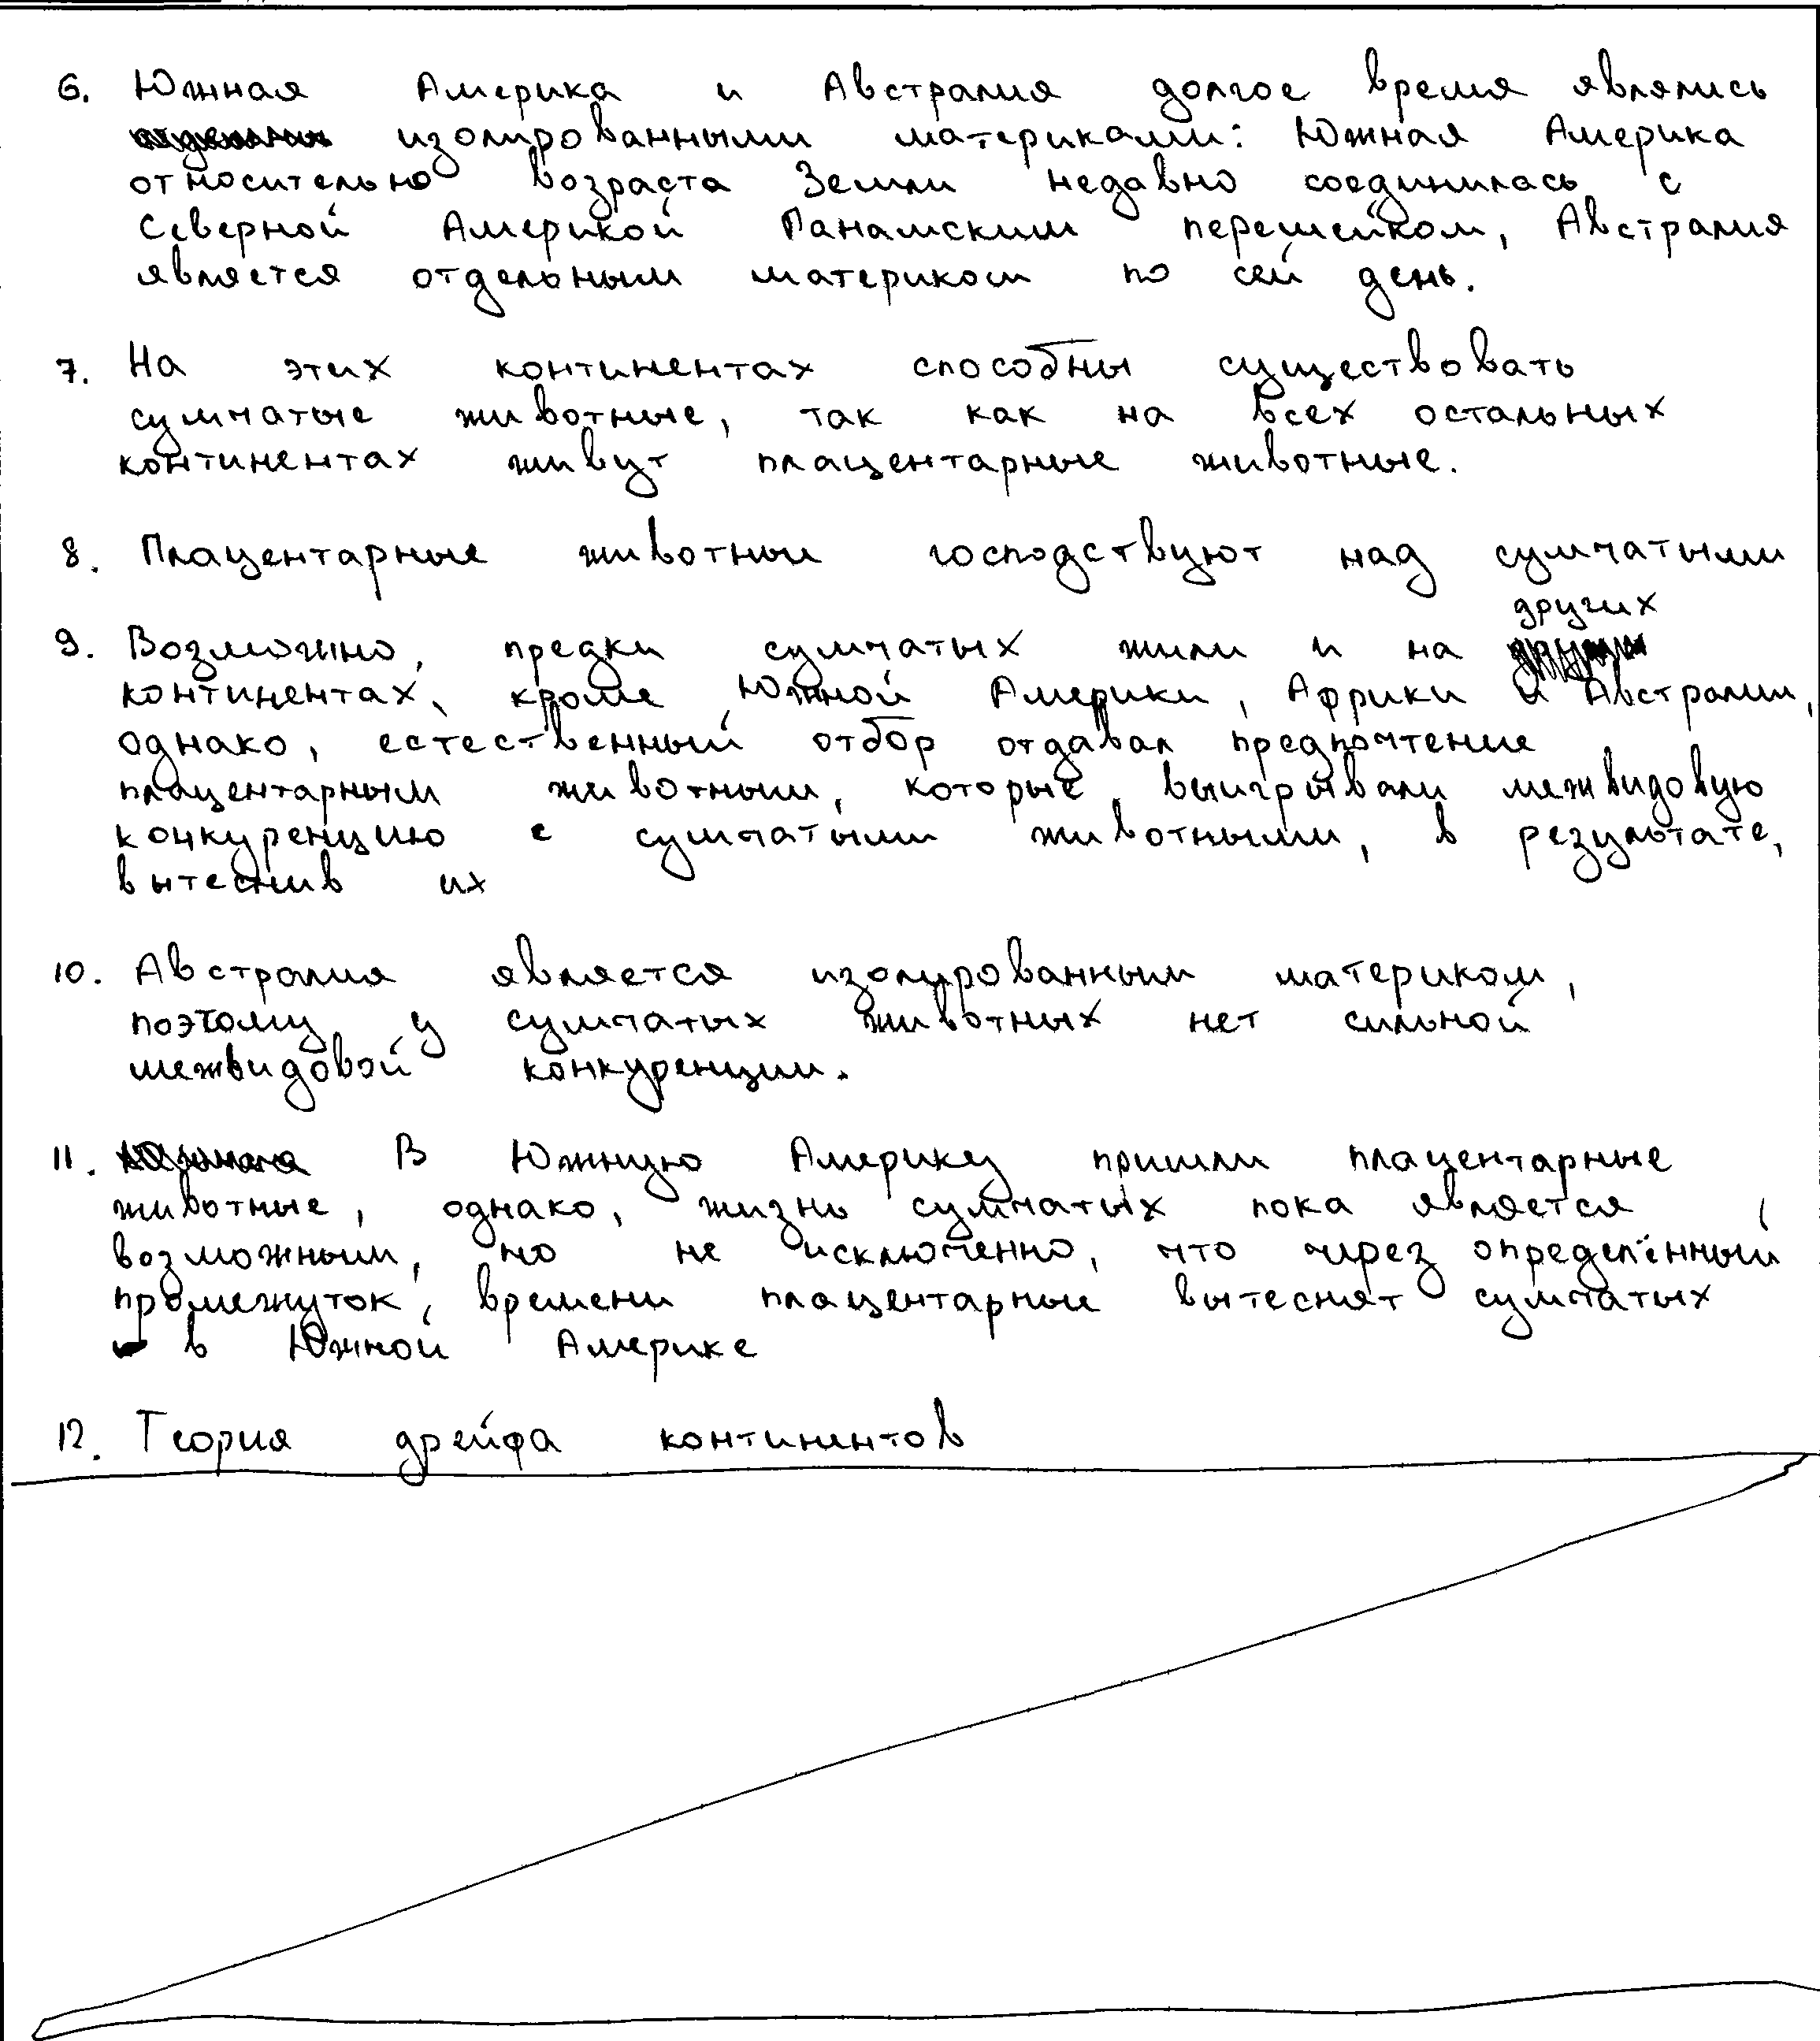 6. Южная Америка и Австралия долгое время являлись
изолированными материками: Южная Америка
относительно возраста Земли недавно соединилась с
Северной Америкой Панамским перешейком, Австралия
является отдельным материком по сей день.
7. На этих континентах способны существовать
сумчатые животные, так как на всех остальных
континентах живут плацентарные животные.
8. Плацентарные животные господствуют над сумчатыми
других
9. Возможно, предки сумчатых жили и на
континентах, кроме Южной Америки, Африки и Австралии,
однако, естественный отбор отдавал предпочтение
плацентарным животным, которые выигрывали межвидовую
конкуренцию с сумчатыми животными, в результате,
вытеснив их
10. Австралия является изолированным материком,
поэтому у сумчатых животных нет сильной
межвидовой конкуренции.
11. В Южную Америку пришли плацентарные
животные, однако, жизнь сумчатых пока является
возможным, но не исключенно, что через определённый
промежуток времени плацентарные вытеснят сумчатых
в Южной Америке
12. Теория дрейфа континентов